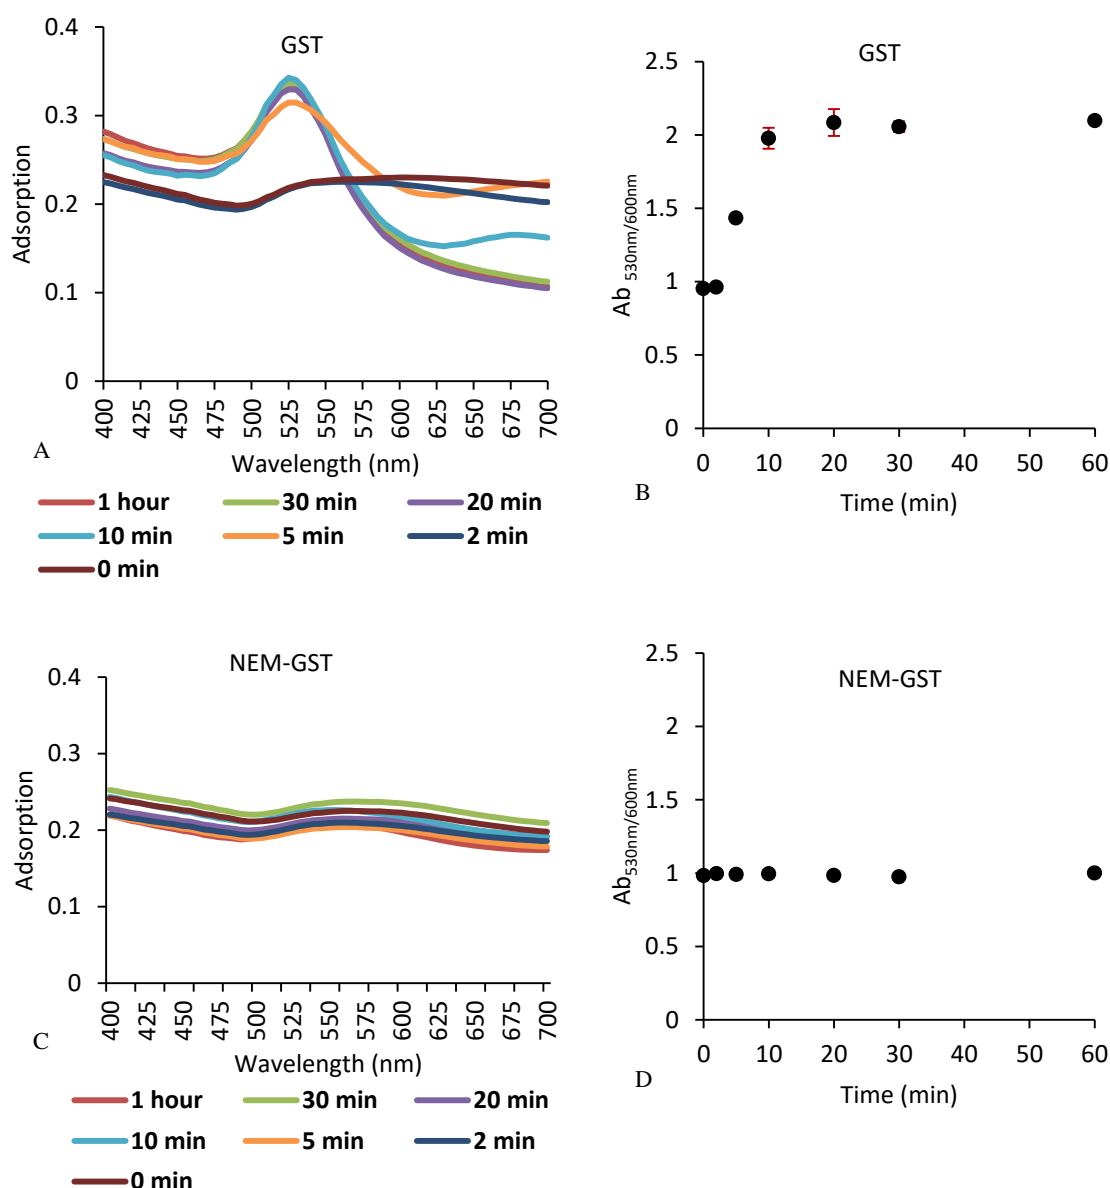 GST
0.4
0.3
0.2
0.1
0
Adsorption
400 425 450 475 500 525 550 575 600 625 650 675 700
Wavelength (nm)
A
1 hour 30 min 20 min
10 min 5 min 2 min
0 min
GST
2.5
2
1.5
1
0.5
0
Ab 530nm/600nm
0 10 20 30 40 50 60
Time (min)
B
NEM-GST
0.4
0.3
0.2
0.1
0
Adsorption
400 425 450 475 500 525 550 575 600 625 650 675 700
Wavelength (nm)
C
1 hour 30 min 20 min
10 min 5 min 2 min
0 min
NEM-GST
2.5
2
1.5
1
0.5
0
Ab530nm/600nm
0 10 20 30 40 50 60
Time (min)
D